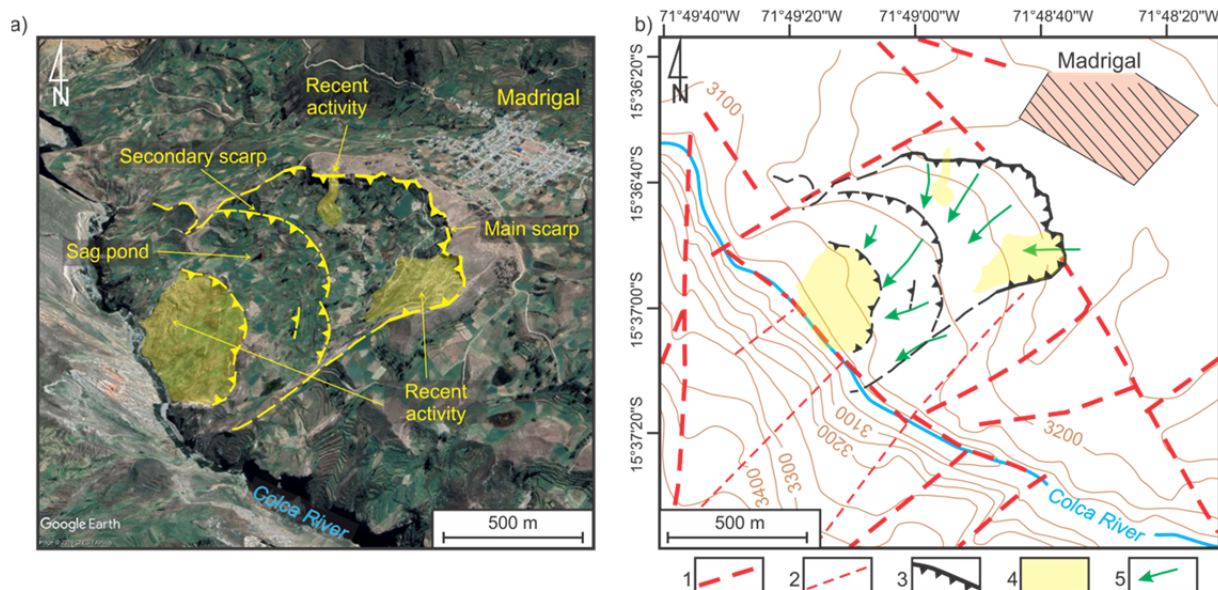 a)
N
Recent
activity
Madrigal
Secondary scarp
Main scarp
Sag pond
Recent
activity
Colca River
Google Earth
500 m
b)
71°49'40"W
71°49'20"W
71°49'00"W
71°48'40"W
71°48'20"W
15°36'20"S
15°36'40"S
15°37'00"S
15°37'20"S
N
Madrigal
3100
3200
3100
3200
3300
3400
Colca River
500 m
1
2
3
4
5